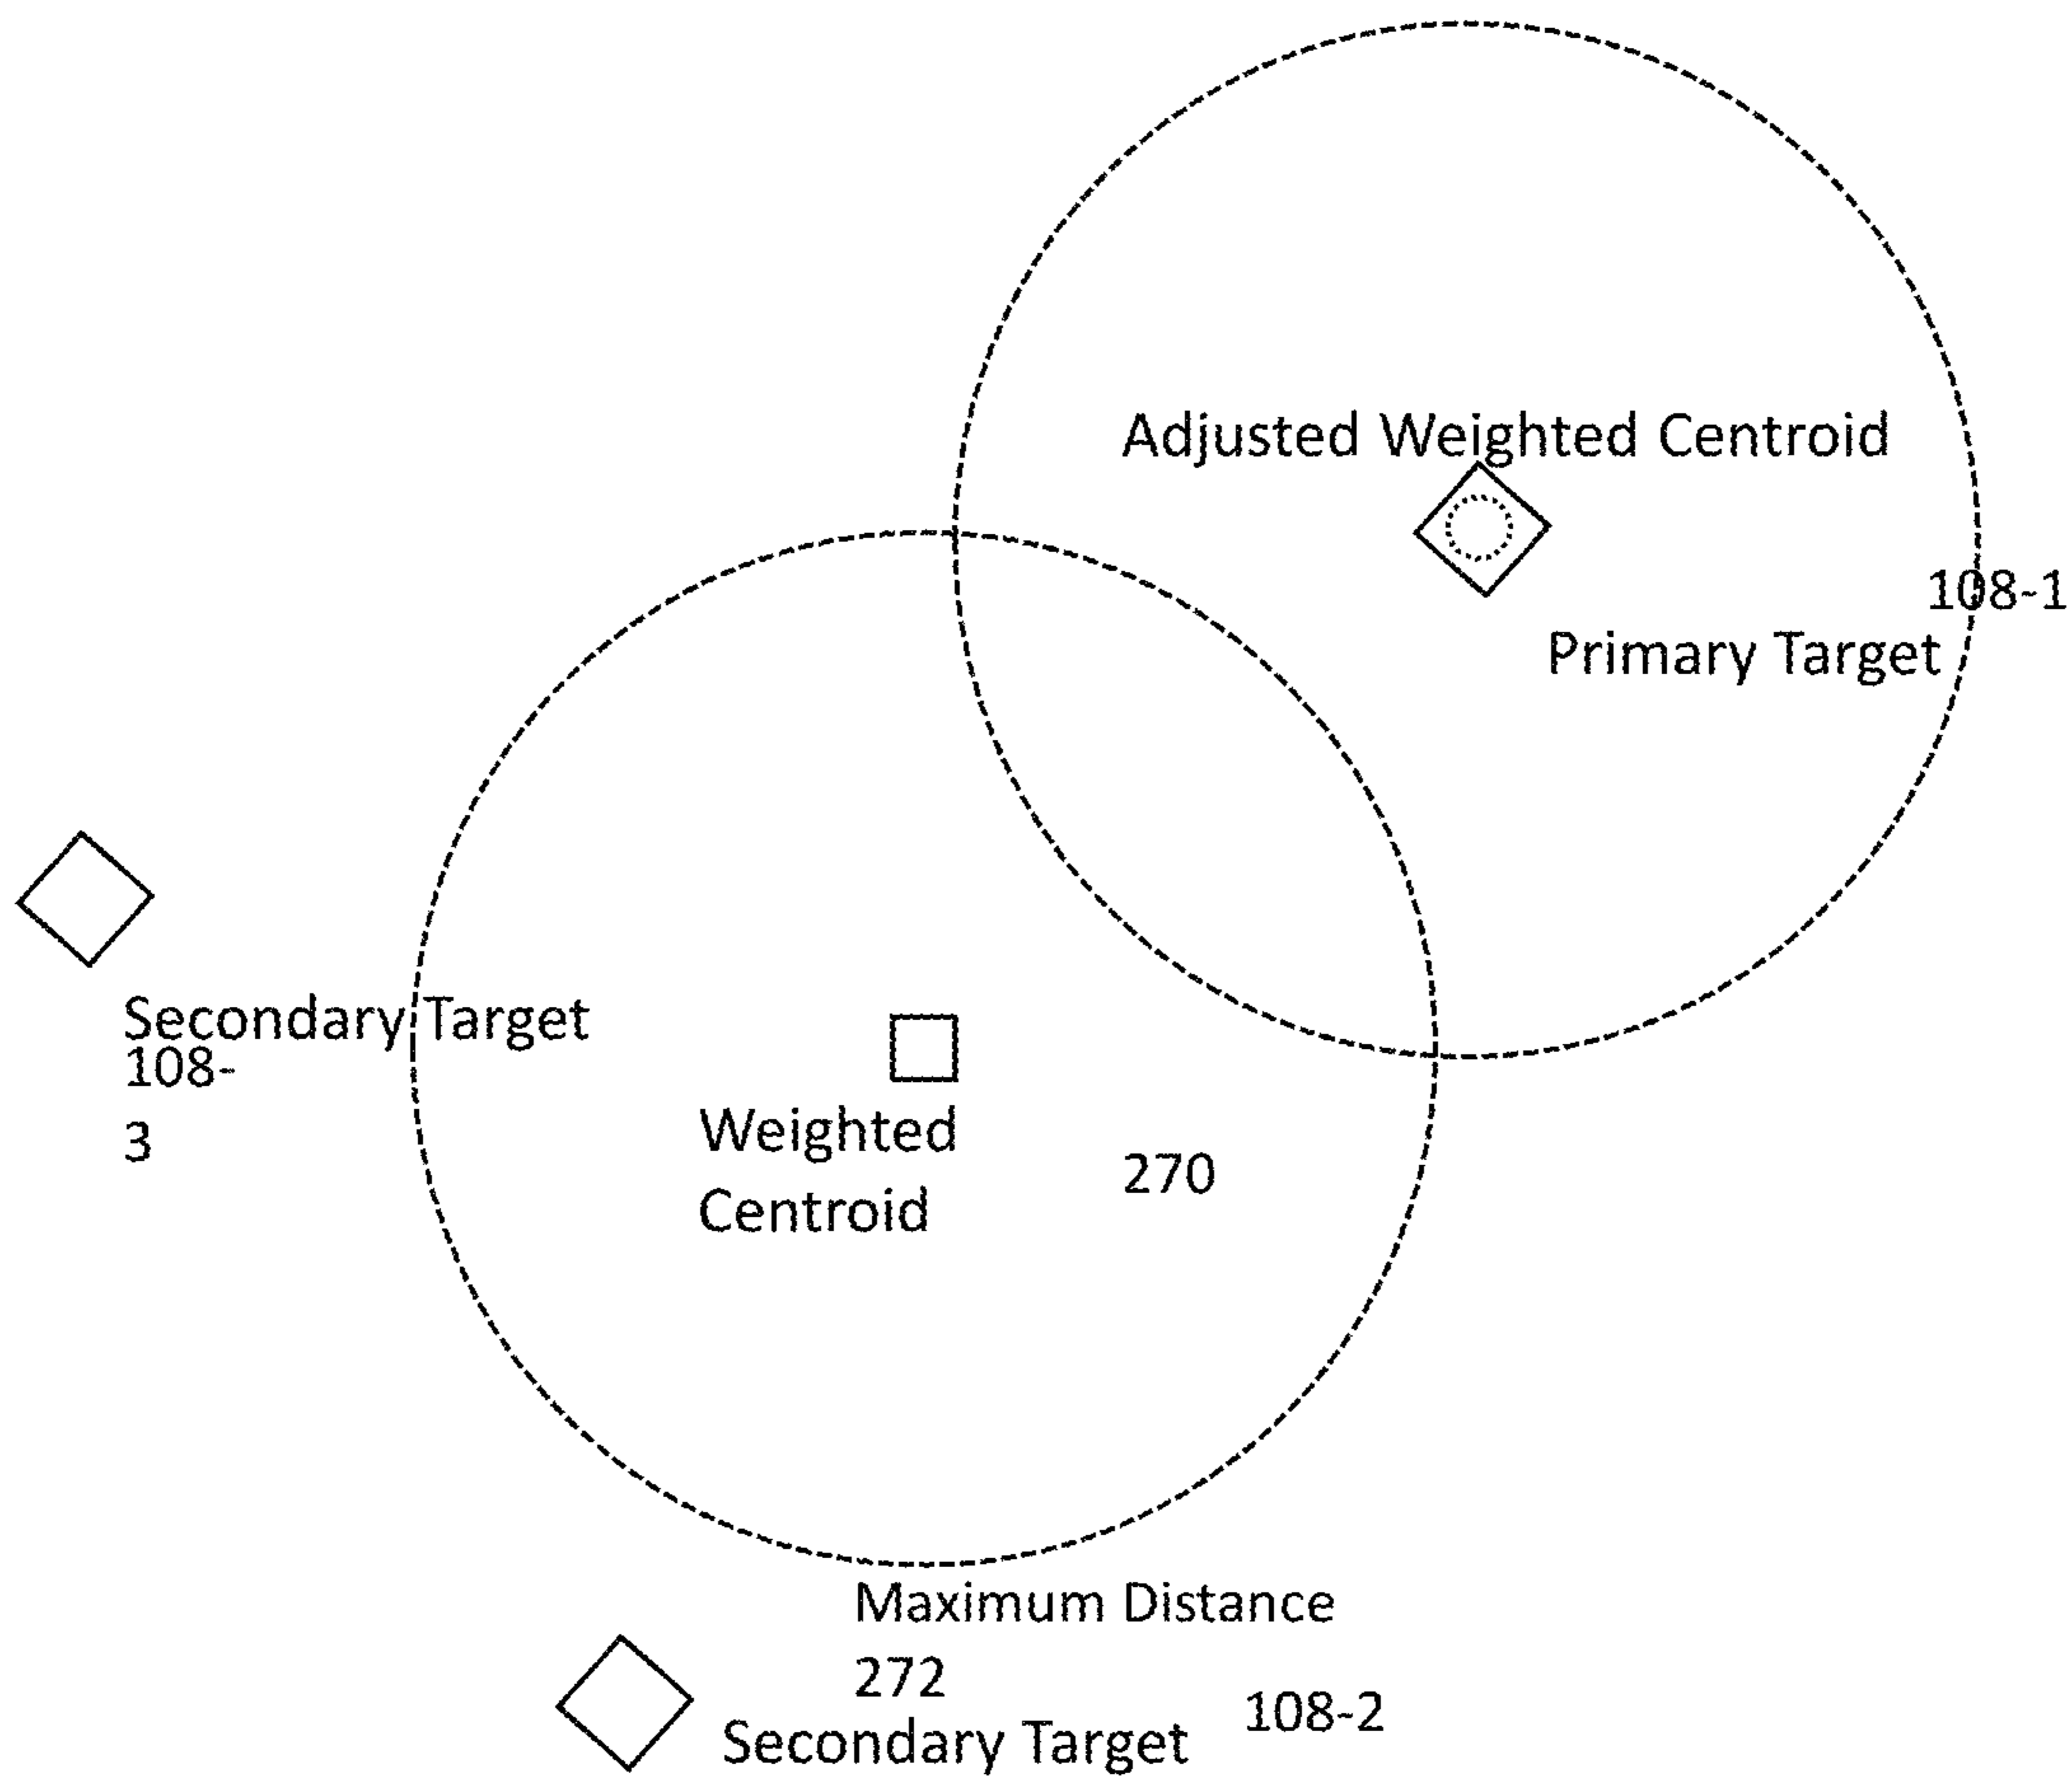 Adjusted Weighted Centroid
108-1
Primary Target
Secondary Target
108-
3
Weighted
Centroid
270
Maximum Distance
272
Secondary Target
108-2